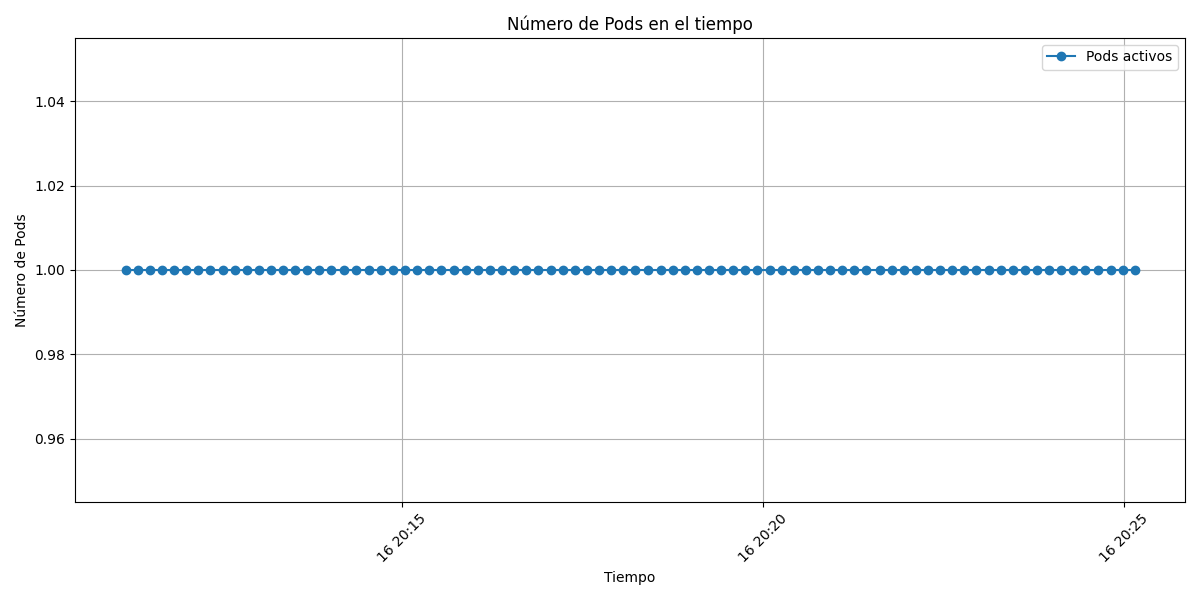 Número de Pods en el tiempo
Pods activos
Número de Pods
1.04
1.02
1.00
0.98
0.96
16 20:15
16 20:20
16 20:25
Tiempo